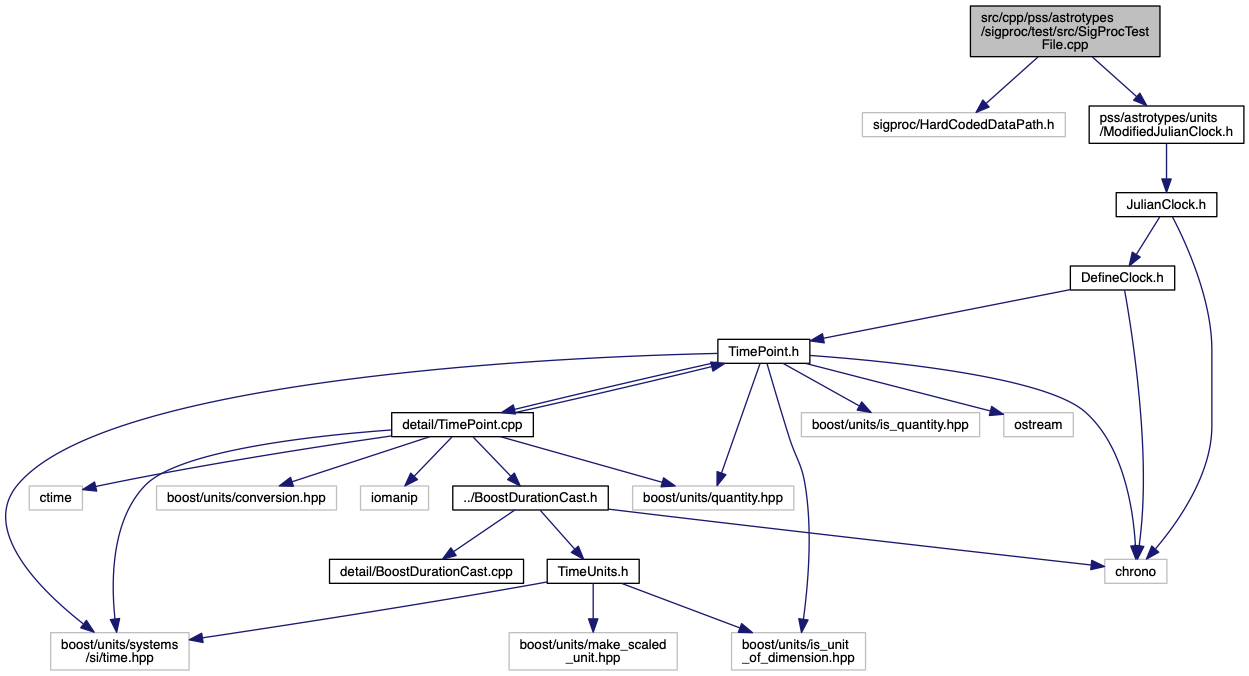 src/cpp/pss/astrotypes
/sigproc/test/src/SigProcTest
File.cpp
sigproc/HardCodedDataPath.h
pss/astrotypes/units
/ModifiedJulianClock.h
JulianClock.h
DefineClock.h
TimePoint.h
detail/TimePoint.cpp
boost/units/is_quantity.hpp
ostream
ctime
boost/units/conversion.hpp
iomanip
../BoostDurationCast.h
boost/units/quantity.hpp
detail/BoostDurationCast.cpp
TimeUnits.h
chrono
boost/units/systems
/si/time.hpp
boost/units/make_scaled
_unit.hpp
boost/units/is_unit
_of_dimension.hpp